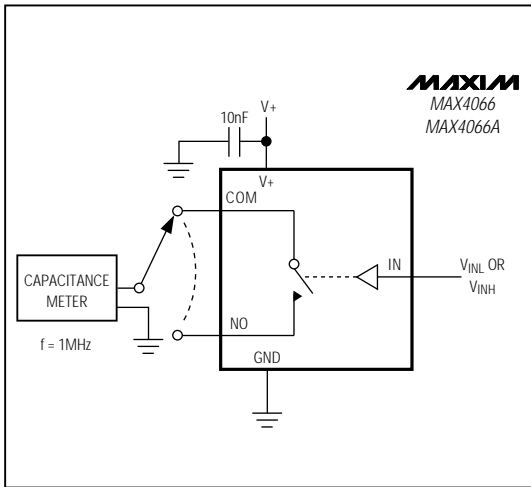 MAXIM
MAX4066
MAX4066A
V+
10nF
V+
COM
IN
VINL OR
VINH
CAPACITANCE
METER
NO
f = 1MHz
GND